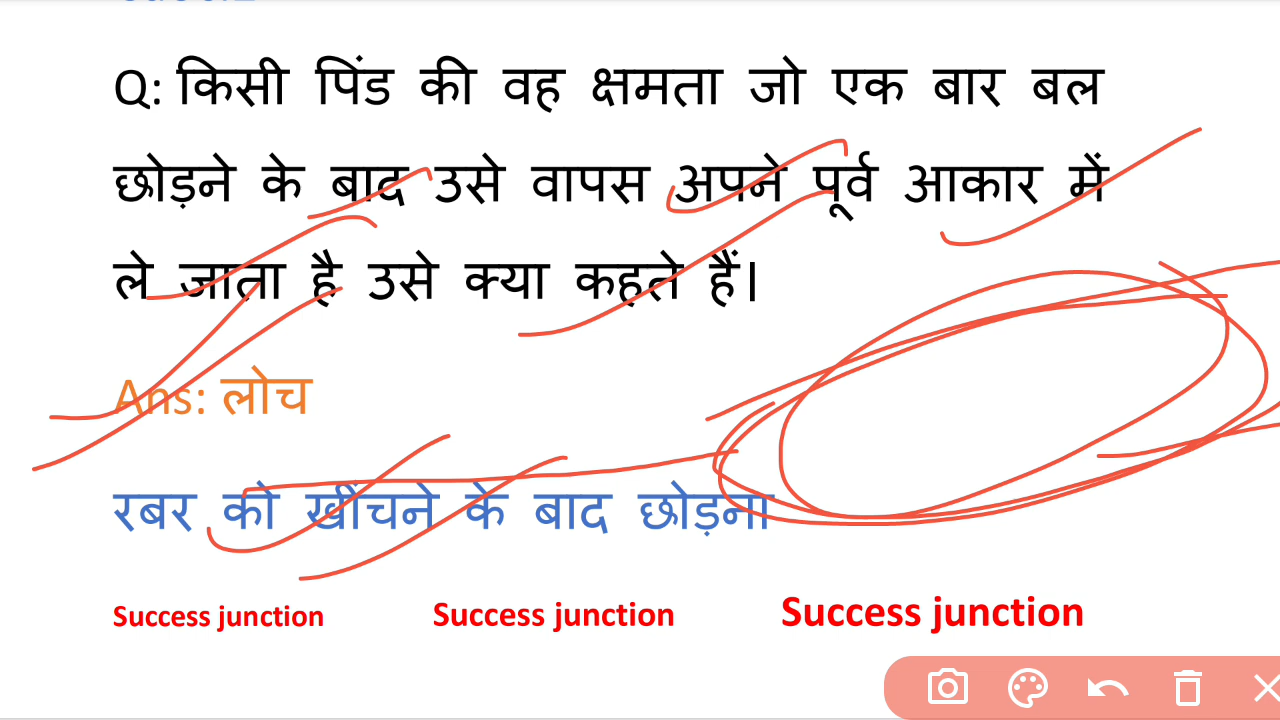 Q: किसी पिंड की वह क्षमता जो एक बार बल
छोड़ने के बाद उसे वापस अपने पूर्व आकार में
ले जाता है उसे क्या कहते हैं।
Ans: लोच
रबर को खींचने के बाद छोड़ना
Success junction Success junction Success junction